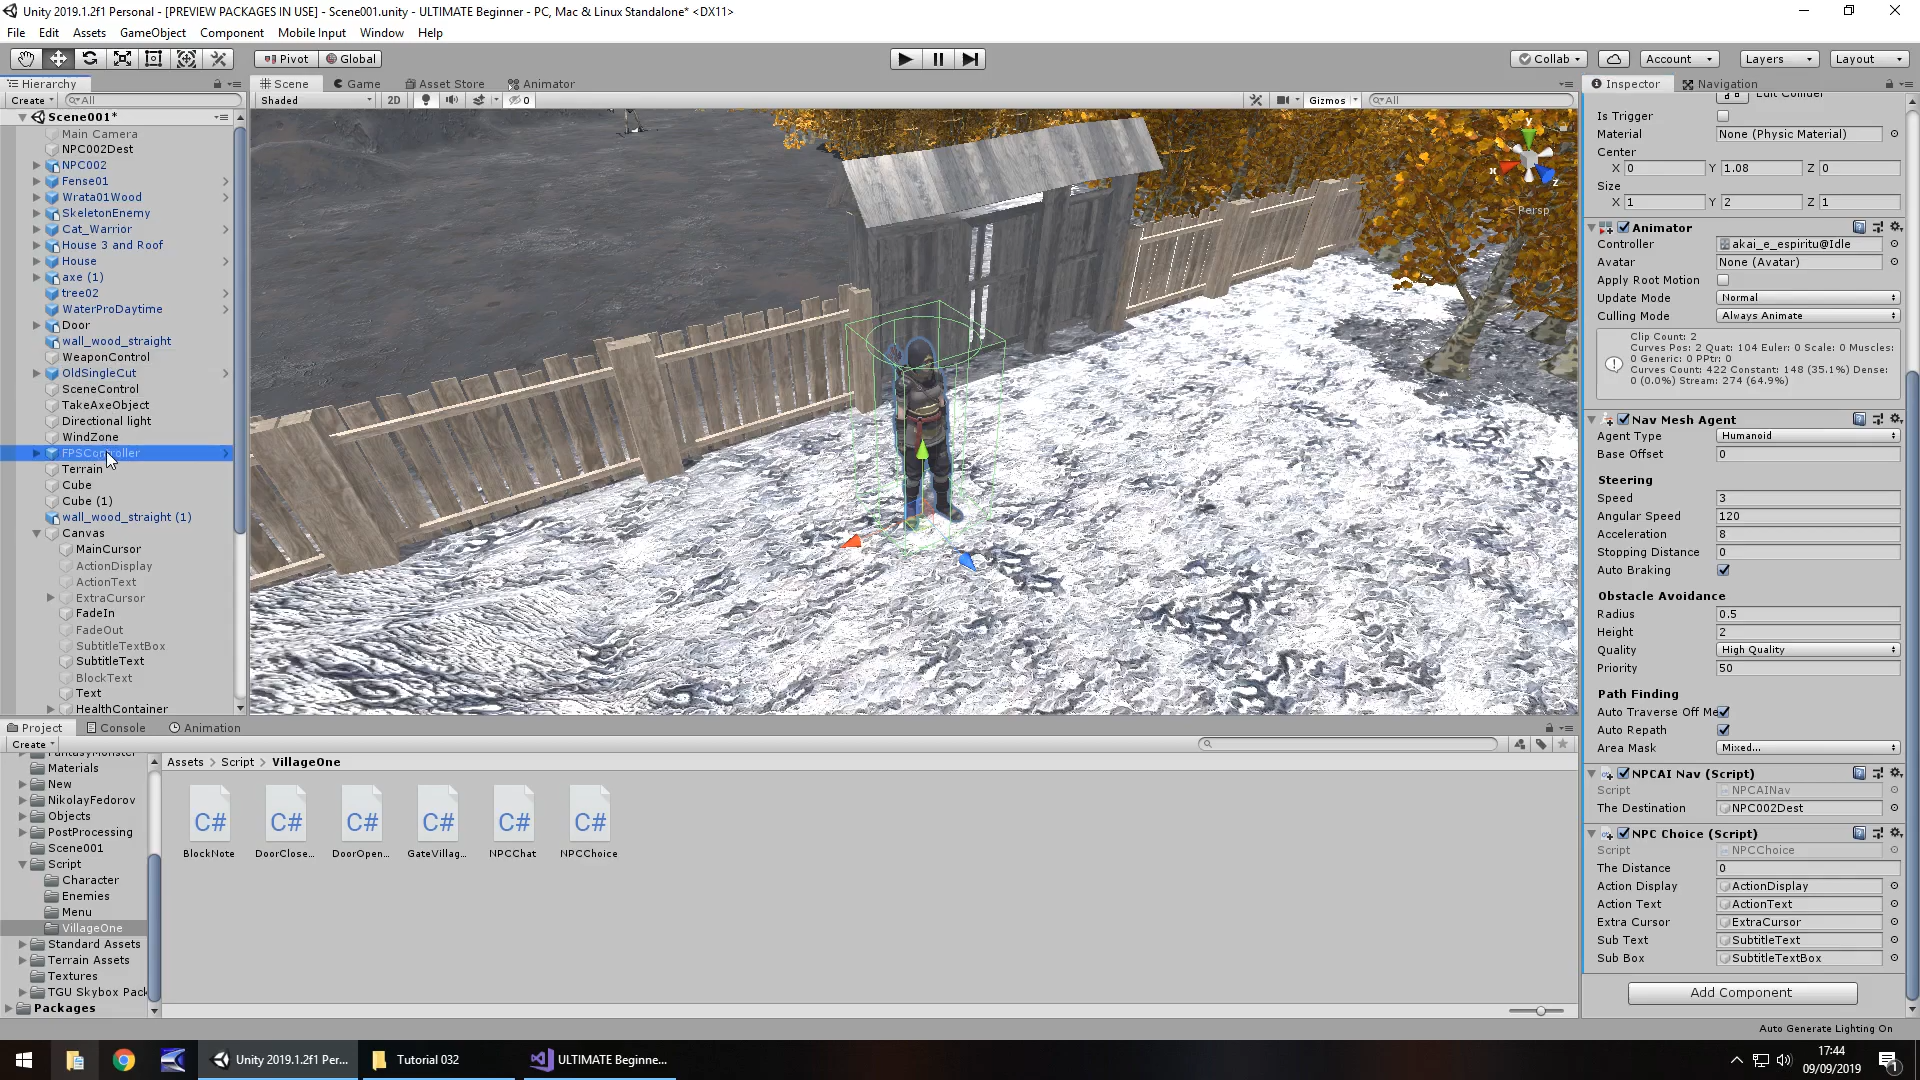 Unity 2019.1.2f1 Personal - [PREVIEW PACKAGES IN USE] - Scene001.unity - ULTIMATE Beginner - PC, Mac & Linux Standalone* <DX11>
File Edit Assets GameObject Component Mobile Input Window Help
Pivot Global Collab Account Layers Layout
Hierarchy Scene Game Asset Store Animator Inspector Navigation
Create All Shaded 2D 0 Gizmos All
Scene001*
Main Camera
NPC002Dest
NPC002
Fense01
Wrata01Wood
SkeletonEnemy
Cat_Warrior
House 3 and Roof
House
axe (1)
tree02
WaterProDaytime
Door
wall_wood_straight
WeaponControl
OldSingleCut
SceneControl
TakeAxeObject
Directional light
WindZone
FPSController
Terrain
Cube
Cube (1)
wall_wood_straight (1)
Canvas
MainCursor
ActionDisplay
ActionText
ExtraCursor
FadeIn
FadeOut
SubtitleTextBox
SubtitleText
BlockText
Text
HealthContainer
y
x
z
Persp
Edit Collider
Is Trigger
Material None (Physic Material)
Center
X 0 Y 1.08 Z 0
Size
X 1 Y 2 Z 1
Animator
Controller akai_e_espiritu@Idle
Avatar None (Avatar)
Apply Root Motion
Update Mode Normal
Culling Mode Always Animate
Clip Count: 2
Curves Pos: 2 Quat: 104 Euler: 0 Scale: 0 Muscles:
0 Generic: 0 PPtr: 0
Curves Count: 422 Constant: 148 (35.1%) Dense:
0 (0.0%) Stream: 274 (64.9%)
Nav Mesh Agent
Agent Type Humanoid
Base Offset 0
Steering
Speed 3
Angular Speed 120
Acceleration 8
Stopping Distance 0
Auto Braking
Obstacle Avoidance
Radius 0.5
Height 2
Quality High Quality
Priority 50
Path Finding
Auto Traverse Off Me
Auto Repath
Area Mask Mixed...
NPCAI Nav (Script)
Script NPCAINav
The Destination NPC002Dest
NPC Choice (Script)
Script NPCChoice
The Distance 0
Action Display ActionDisplay
Action Text ActionText
Extra Cursor ExtraCursor
Sub Text SubtitleText
Sub Box SubtitleTextBox
Add Component
Auto Generate Lighting On
Project Console Animation
Create
FantasyMonster
Materials
New
NikolayFedorov
Objects
PostProcessing
Scene001
Script
Character
Enemies
Menu
VillageOne
Standard Assets
Terrain Assets
Textures
TGU Skybox Pack
Packages
Assets > Script > VillageOne
C# C# C# C# C# C#
BlockNote DoorClose... DoorOpen... GateVillag... NPCChat NPCChoice
Unity 2019.1.2f1 Per... Tutorial 032 ULTIMATE Beginne...
17:44
09/09/2019
1